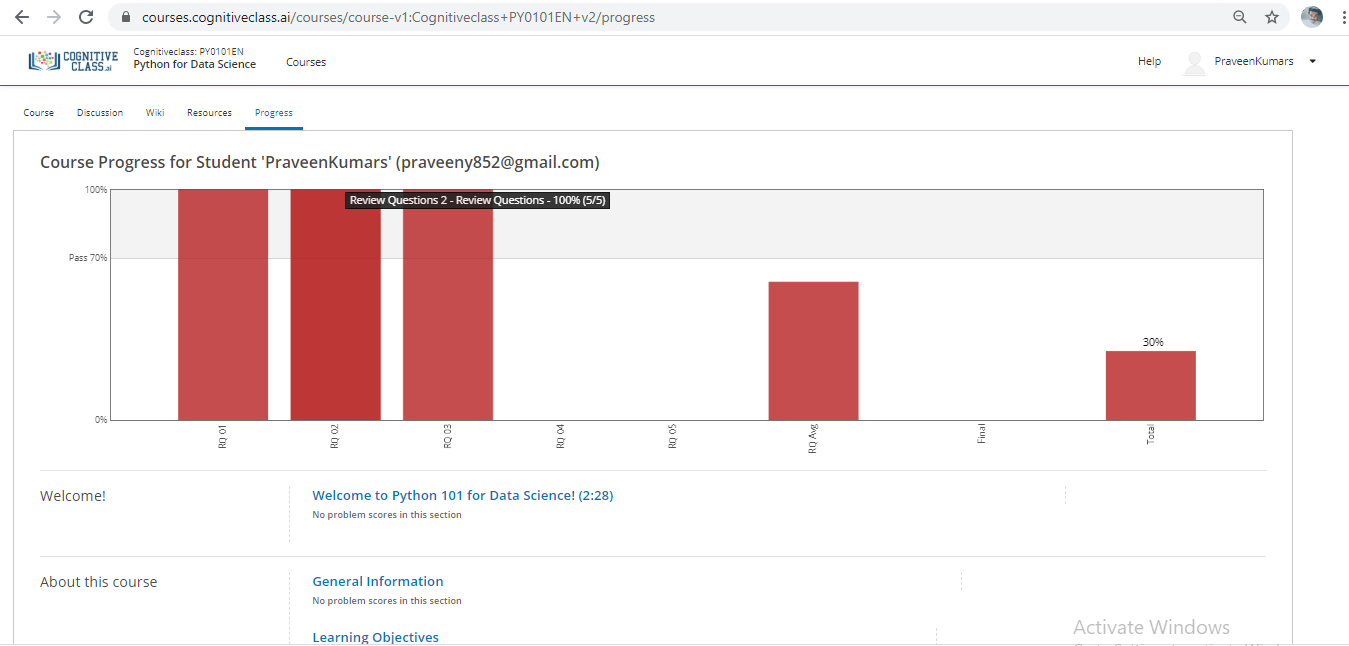 courses.cognitiveclass.ai/courses/course-v1:Cognitiveclass+PY0101EN+v2/progress
COGNITIVE
CLASS.ai
Cognitiveclass: PY0101EN
Python for Data Science
Courses
Help
PraveenKumars
Course Discussion Wiki Resources Progress
Course Progress for Student 'PraveenKumars' (praveeny852@gmail.com)
100%
Review Questions 2 - Review Questions - 100% (5/5)
Pass 70%
30%
0%
RQ 01
RQ 02
RQ 03
RQ 04
RQ 05
RQ Avg
Final
Total
Welcome!
Welcome to Python 101 for Data Science! (2:28)
No problem scores in this section
About this course
General Information
No problem scores in this section
Learning Objectives
Activate Windows